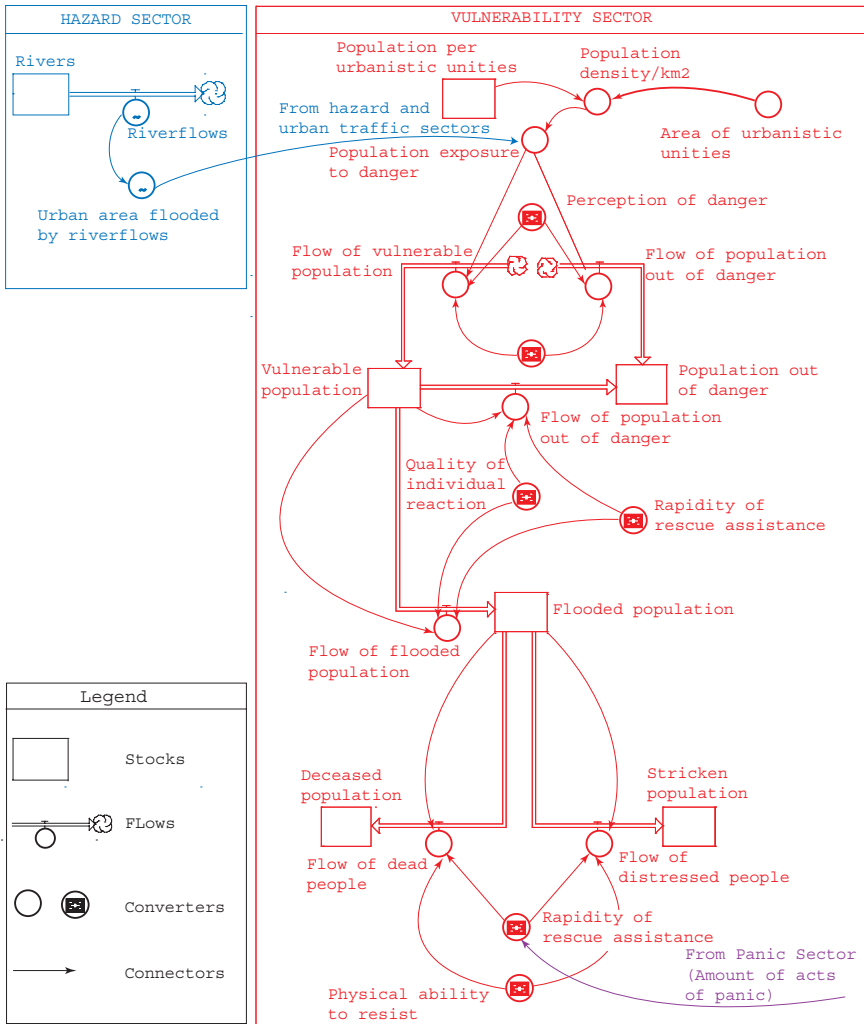 HAZARD SECTOR
Rivers
Riverflows
Urban area flooded
by riverflows
VULNERABILITY SECTOR
Population per
urbanistic unities
Population
density/km2
From hazard and
urban traffic sectors
Area of urbanistic
unities
Population exposure
to danger
Perception of danger
Flow of vulnerable
population
Flow of population
out of danger
Vulnerable
population
Population out
of danger
Flow of population
out of danger
Quality of
individual
reaction
Rapidity of
rescue assistance
Flooded population
Flow of flooded
population
Deceased
population
Stricken
population
Flow of dead
people
Flow of
distressed people
Rapidity of
rescue assistance
From Panic Sector
(Amount of acts
of panic)
Physical ability
to resist
Legend
Stocks
FLows
Converters
Connectors